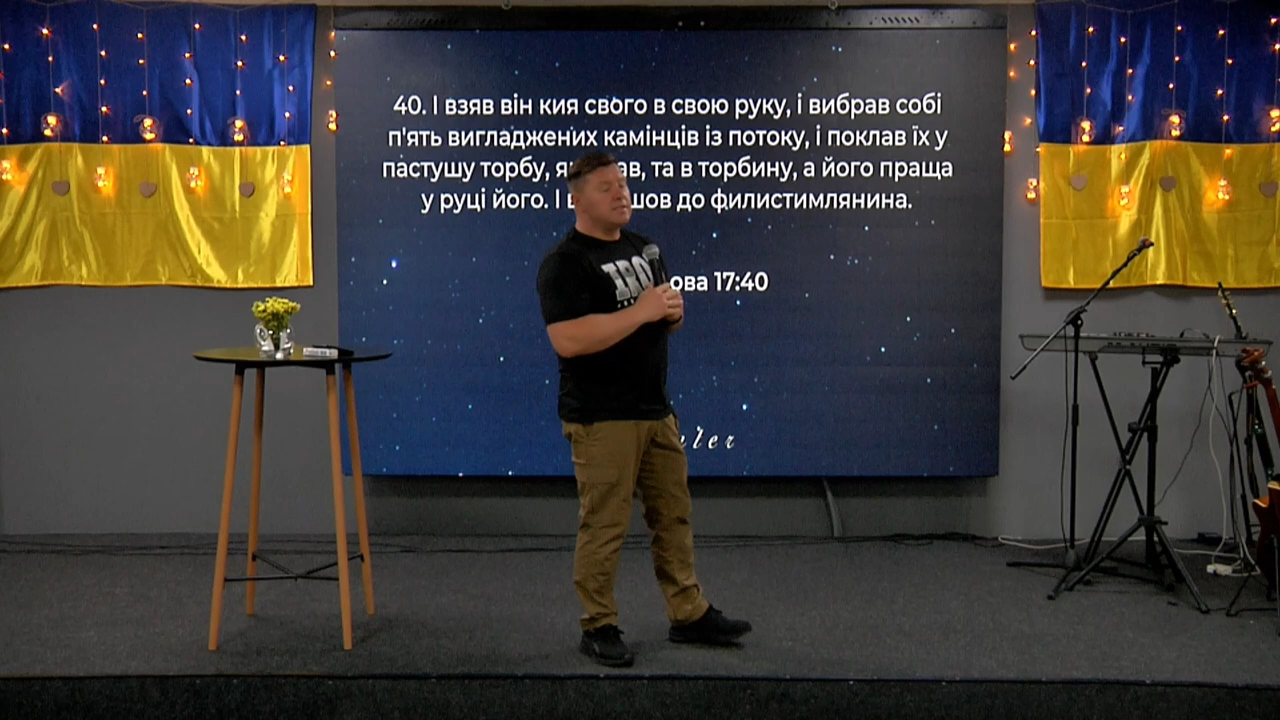 40. І взяв він кия свого в свою руку, і вибрав собі
п'ять вигладжених камінців із потоку, і поклав їх у
пастушу торбу, та в торбину, а його праща
у руці його. І до филистимлянина.
17:40